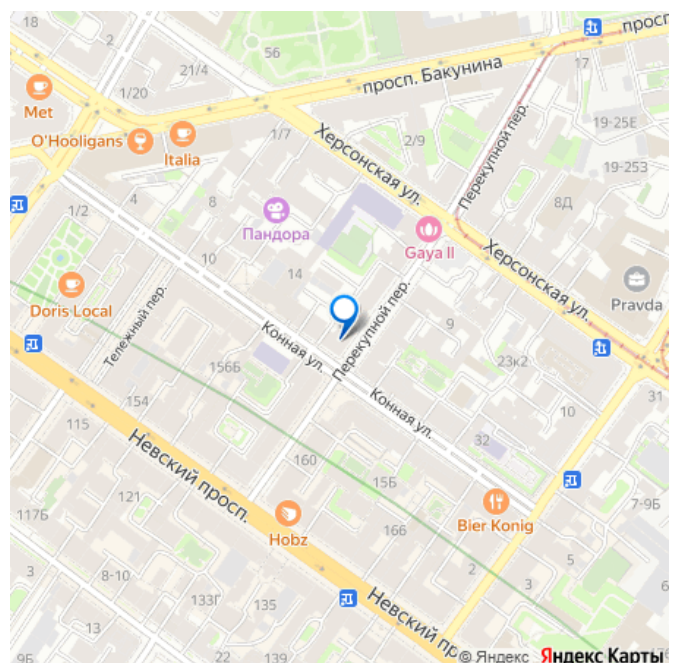 18
56
просп
просп. Бакунина
17
21/4
1/20
Met
O'Hooligans
Italia
1/7
2/9
19-25Е
Херсонская ул.
Перекупной пер.
19-253
1/2
4
8
8Д
Пандора
Gaya II
10
14
Херсонская ул.
Doris Local
Pravda
Тележный пер.
Перекупной пер.
9
Конная ул.
156Б
23к2
154
Конная ул.
31
115
10
32
Невский просп.
160
121
15Б
7-9Б
117Б
Hobz
166
Bier Konig
5
3
8-10
2
3
133Г
135
6
Невский пр
13
9Б
22
139
© Яндекс Яндекс Карты